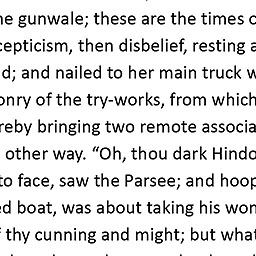 he gunwale; these are the times o
cepticism, then disbelief, resting a
d; and nailed to her main truck w
onry of the try-works, from which
reby bringing two remote associa
other way. “Oh, thou dark Hindo
to face, saw the Parsee; and hoop
ed boat, was about taking his won
f thy cunning and might; but what